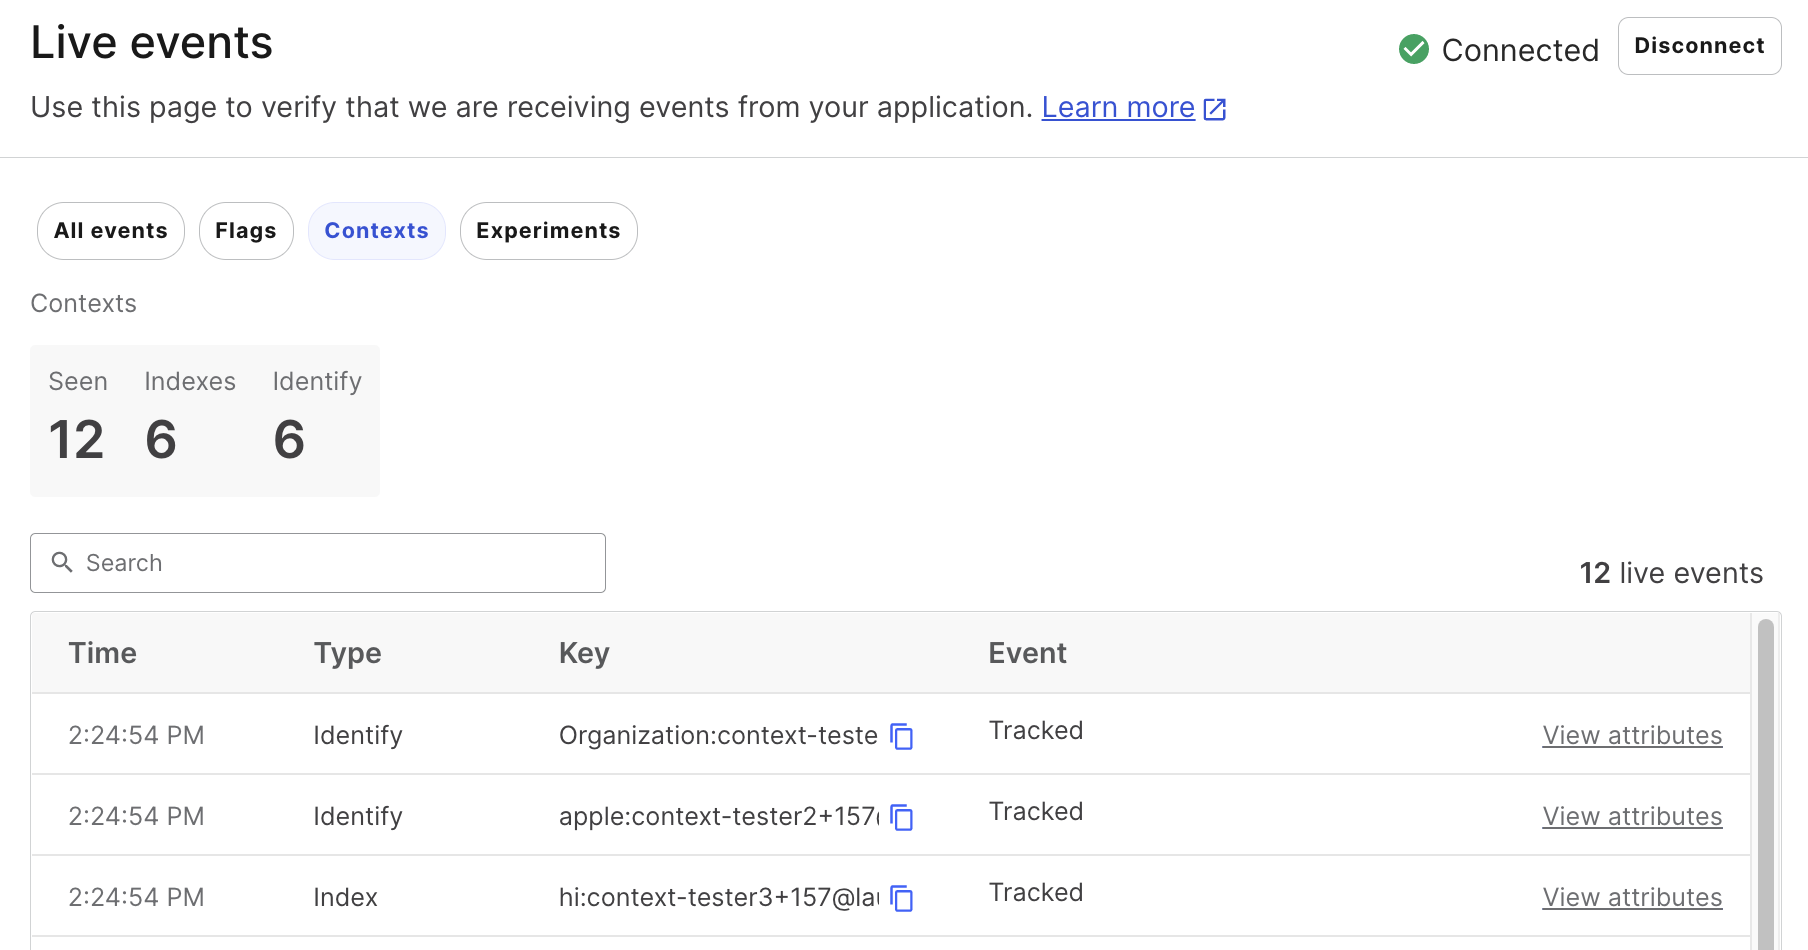 Live events
Connected
Disconnect
Use this page to verify that we are receiving events from your application. Learn more
All events Flags Contexts Experiments
Contexts
Seen Indexes Identify
12 6 6
Search
12 live events
Time Type Key Event
2:24:54 PM Identify Organization:context-teste Tracked View attributes
2:24:54 PM Identify apple:context-tester2+157 Tracked View attributes
2:24:54 PM Index hi:context-tester3+157@la Tracked View attributes